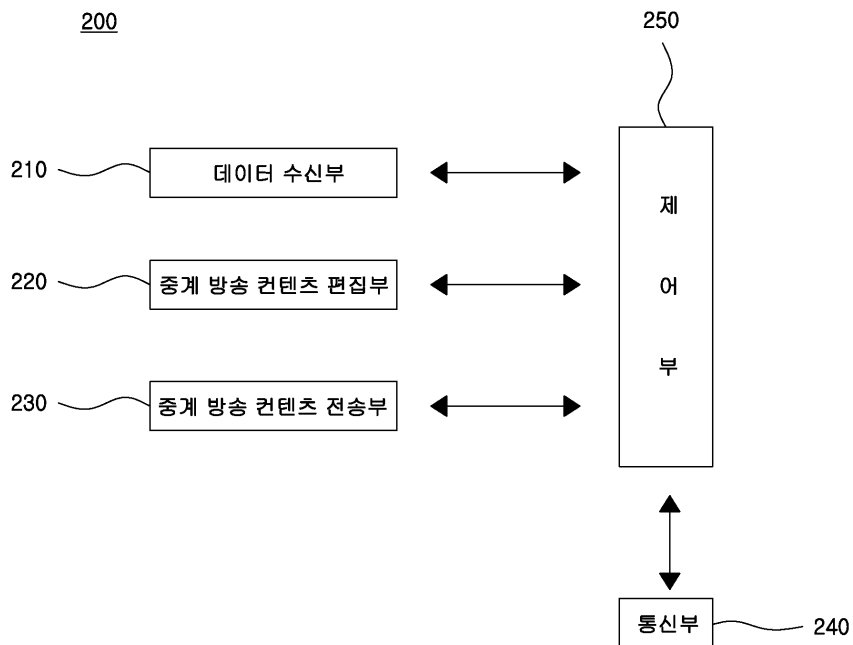 200
250
210
데이터 수신부
제
어
부
220
중계 방송 컨텐츠 편집부
230
중계 방송 컨텐츠 전송부
통신부
240